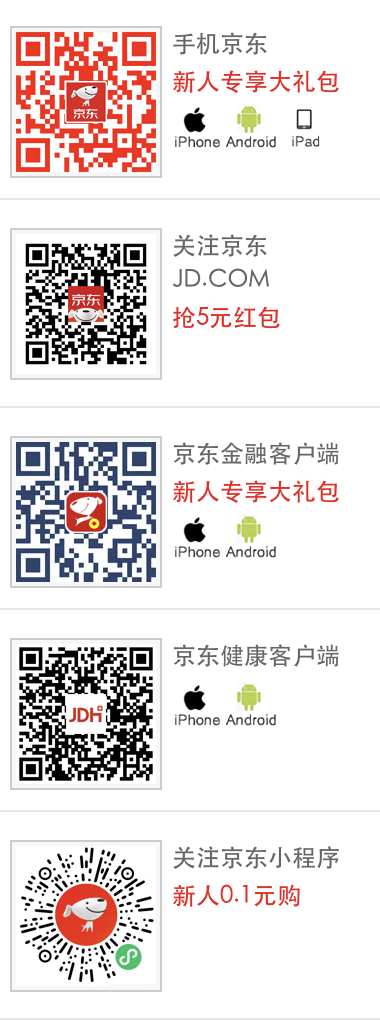 京东
手机京东
新人专享大礼包
iPhone Android iPad
京东
关注京东
JD.COM
抢5元红包
京东金融客户端
新人专享大礼包
iPhone Android
JDH
京东健康客户端
iPhone Android
关注京东小程序
新人0.1元购